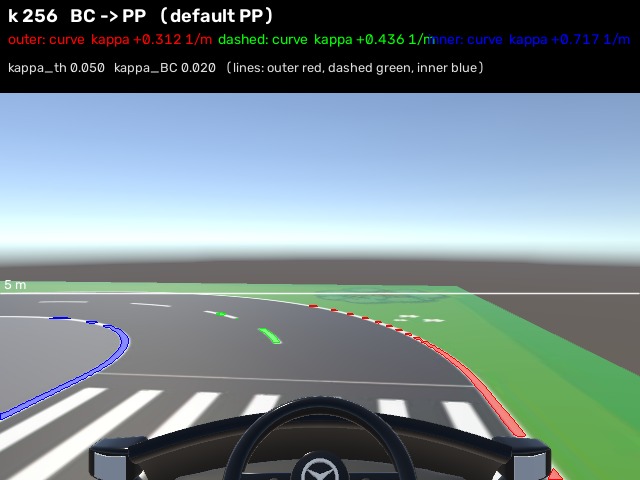 k 256 BC -> PP (default PP)
outer: curve kappa +0.312 1/m dashed: curve kappa +0.436 1/m inner: curve kappa +0.717 1/m
kappa_th 0.050 kappa_BC 0.020 (lines: outer red, dashed green, inner blue)
5 m